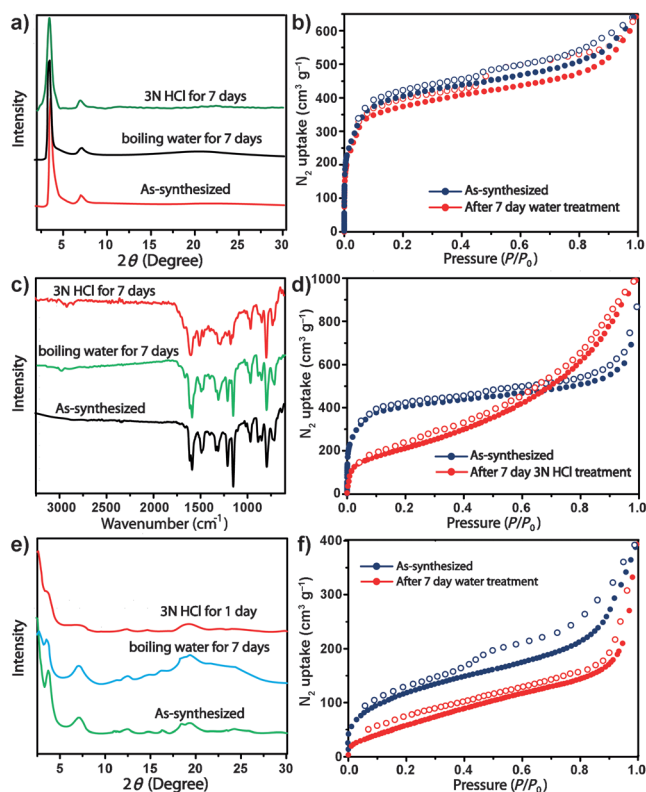 a)
Intensity
3N HCl for 7 days
boiling water for 7 days
As-synthesized
5 10 15 20 25 30
2θ (Degree)
b)
N2 uptake (cm³ g⁻¹)
600
500
400
300
200
100
0
As-synthesized
After 7 day water treatment
0.0 0.2 0.4 0.6 0.8 1.0
Pressure (P/P0)
c)
Intensity
3N HCl for 7 days
boiling water for 7 days
As-synthesized
3000 2500 2000 1500 1000
Wavenumber (cm⁻¹)
d)
N2 uptake (cm³ g⁻¹)
1000
800
600
400
200
0
As-synthesized
After 7 day 3N HCl treatment
0.0 0.2 0.4 0.6 0.8 1.0
Pressure (P/P0)
e)
Intensity
3N HCl for 1 day
boiling water for 7 days
As-synthesized
5 10 15 20 25 30
2θ (Degree)
f)
N2 uptake (cm³ g⁻¹)
400
300
200
100
0
As-synthesized
After 7 day water treatment
0.0 0.2 0.4 0.6 0.8 1.0
Pressure (P/P0)